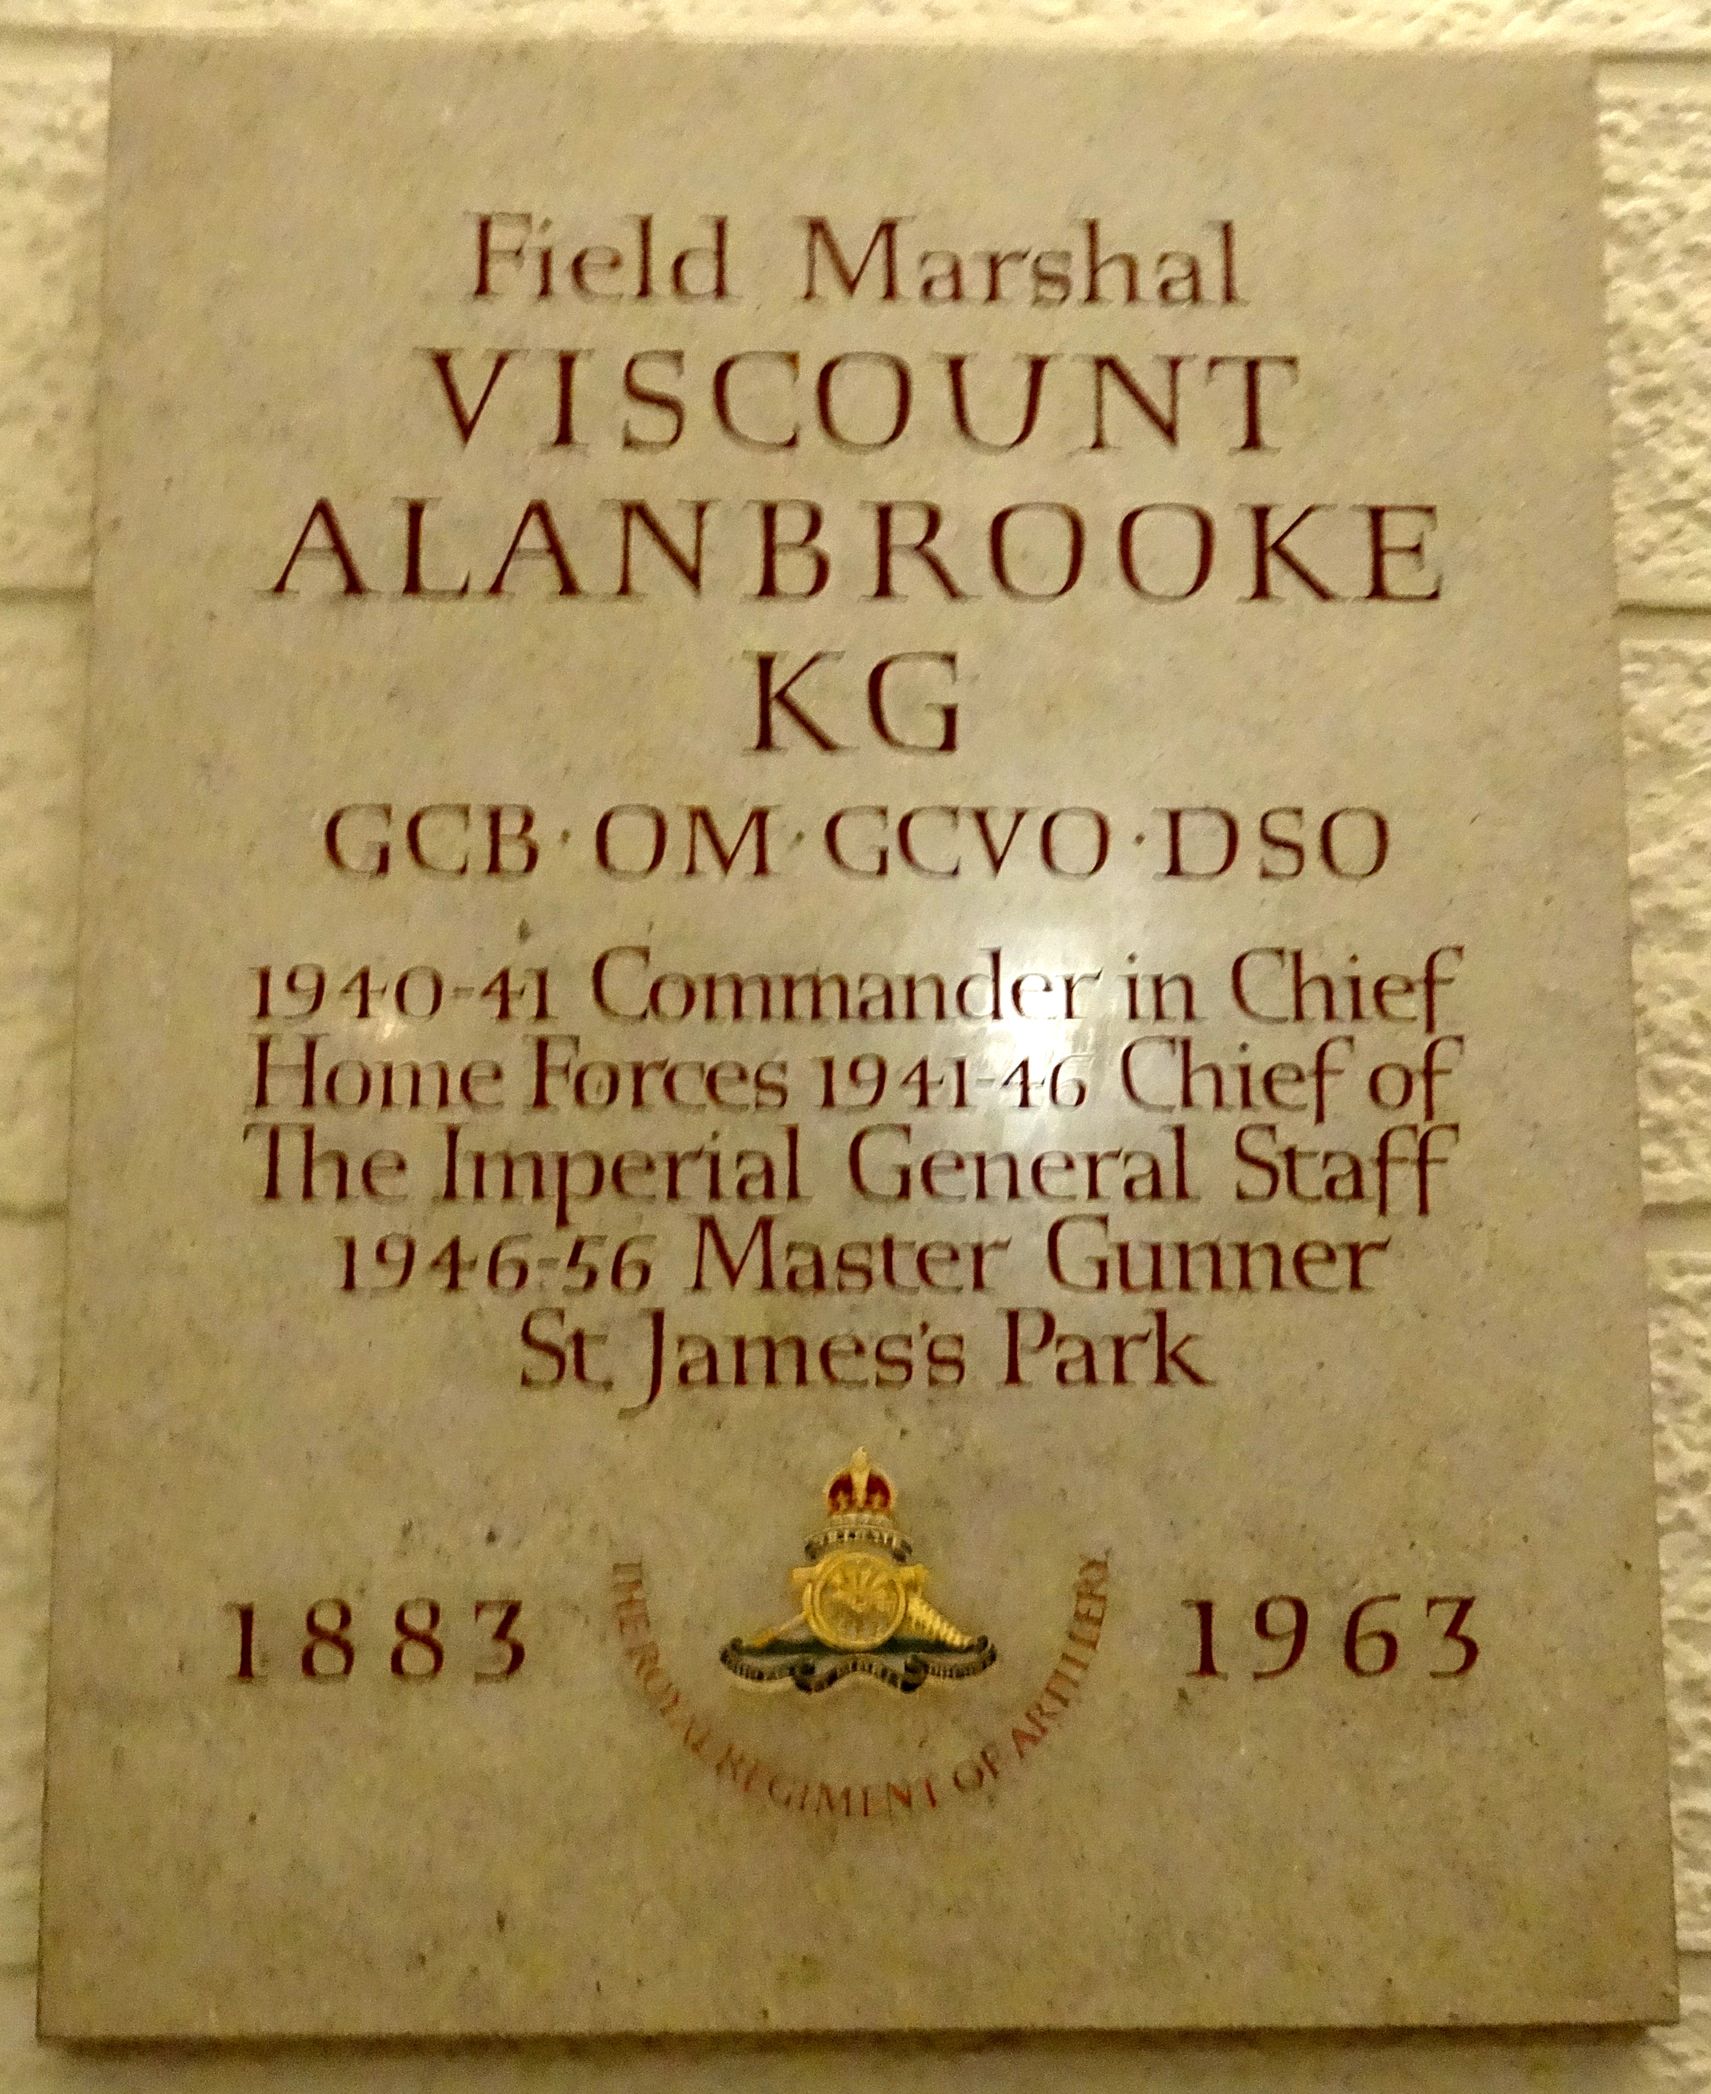 Field Marshal
VISCOUNT
ALANBROOKE
KG
GCB · OM · GCVO · DSO
1940-41 Commander in Chief
Home Forces 1941-46 Chief of
The Imperial General Staff
1946-56 Master Gunner
St James's Park
1883
THE ROYAL REGIMENT OF ARTILLERY
1963